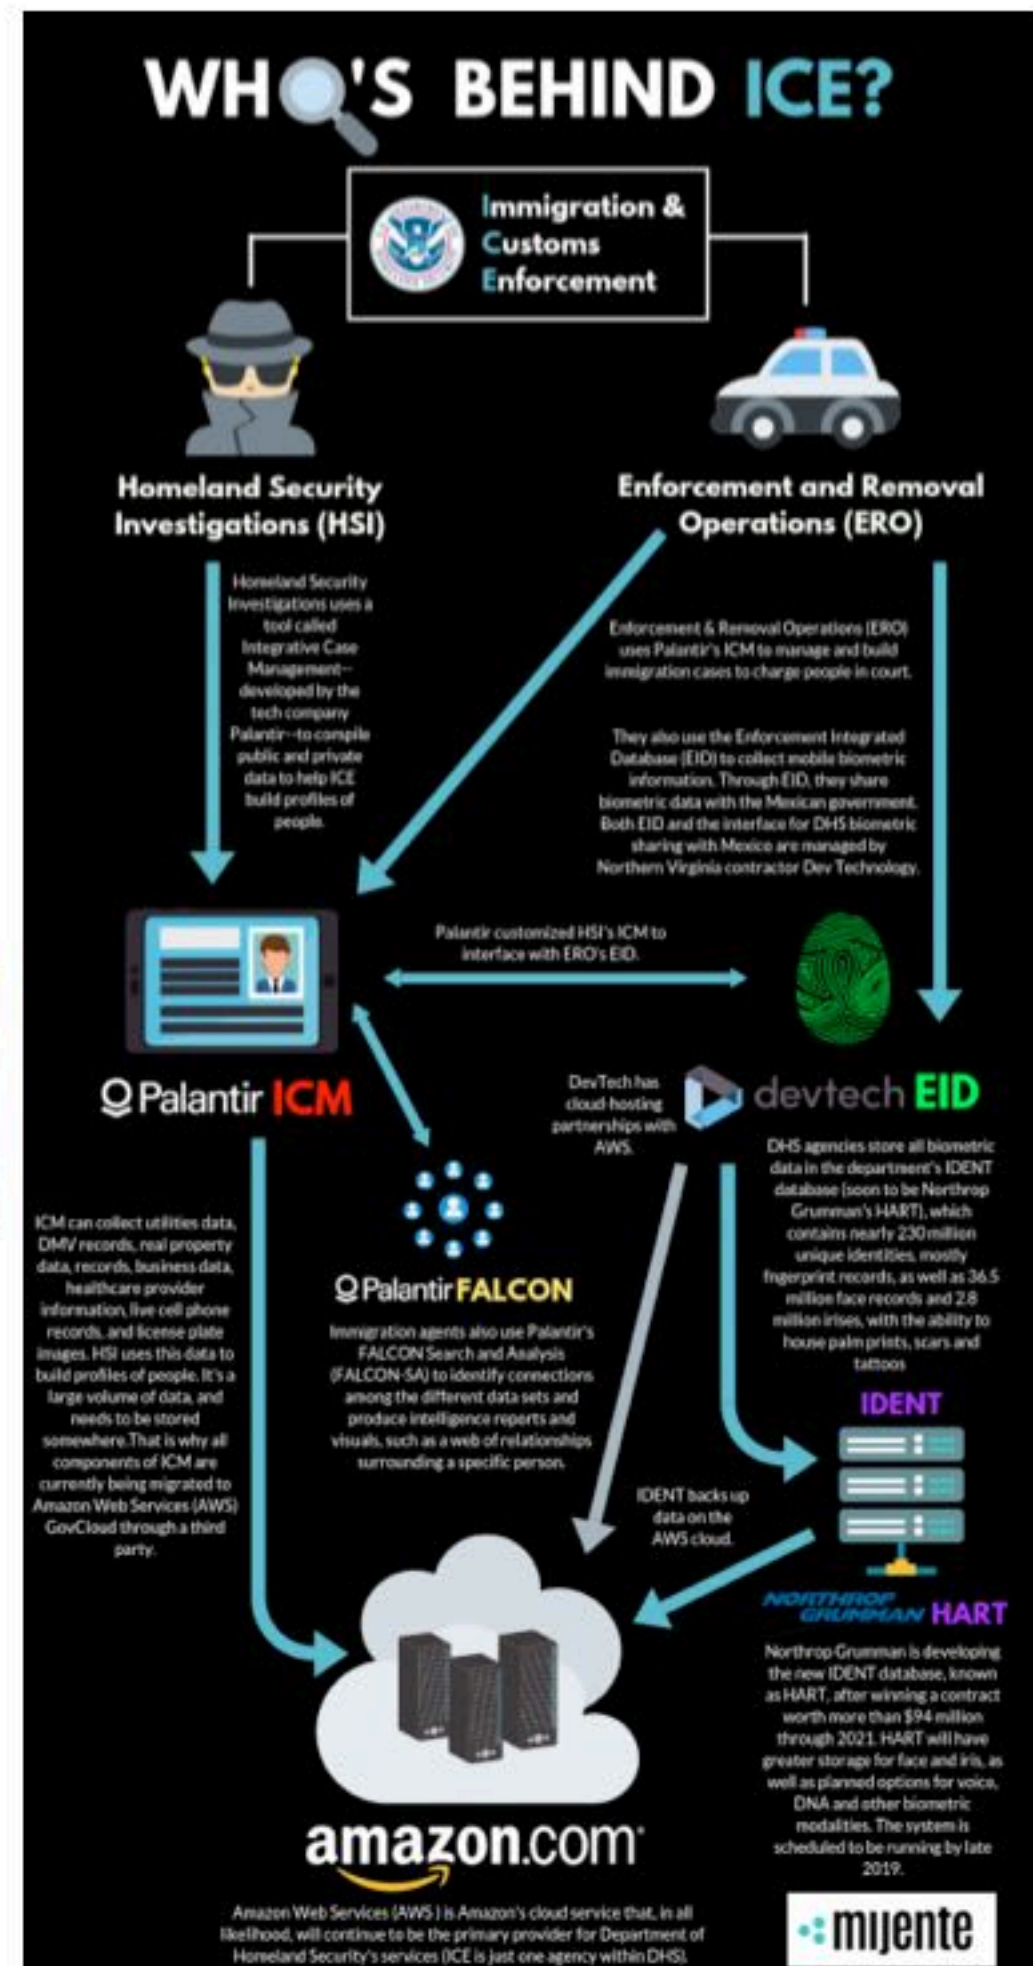 WHO'S BEHIND ICE?
Immigration &
Customs
Enforcement
Homeland Security
Investigations (HSI)
Enforcement and Removal
Operations (ERO)
Homeland Security
Investigations uses a
tool called
Integrative Case
Management--
developed by the
tech company
Palantir--to compile
public and private
data to help ICE
build profiles of
people.
Enforcement & Removal Operations (ERO)
uses Palantir's ICM to manage and build
immigration cases to charge people in court.
They also use the Enforcement Integrated
Database (EID) to collect mobile biometric
information. Through EID, they share
biometric data with the Mexican government.
Both EID and the interface for DHS biometric
sharing with Mexico are managed by
Northern Virginia contractor Dev Technology.
Palantir customized HSI's ICM to
interface with ERO's EID.
Palantir ICM
DevTech has
cloud-hosting
partnerships with
AWS.
devtech EID
DHS agencies store all biometric
data in the department's IDENT
database (soon to be Northrop
Grumman's HART), which
contains nearly 230 million
unique identities, mostly
fngerprint records, as well as 36.5
million face records and 2.8
million irises, with the ability to
house palm prints, scars and
tattoos
ICM can collect utilities data,
DMV records, real property
data, records, business data,
healthcare provider
information, live cell phone
records, and license plate
images. HSI uses this data to
build profiles of people. It's a
large volume of data, and
needs to be stored
somewhere.That is why all
components of ICM are
currently being migrated to
Amazon Web Services (AWS)
GovCloud through a third
party.
Palantir FALCON
Immigration agents also use Palantir's
FALCON Search and Analysis
(FALCON-SA) to identify connections
among the different data sets and
produce intelligence reports and
visuals, such as a web of relationships
surrounding a specific person.
IDENT
IDENT backs up
data on the
AWS cloud.
NORTHROP
GRUMMAN HART
Northrop Grumman is developing
the new IDENT database, known
as HART, after winning a contract
worth more than $94 million
through 2021. HART will have
greater storage for face and iris, as
well as planned options for voice,
DNA and other biometric
modalities. The system is
scheduled to be running by late
2019.
amazon.com
Amazon Web Services (AWS ) is Amazon's cloud service that, in all
likelihood, will continue to be the primary provider for Department of
Homeland Security's services (ICE is just one agency within DHS).
mijente